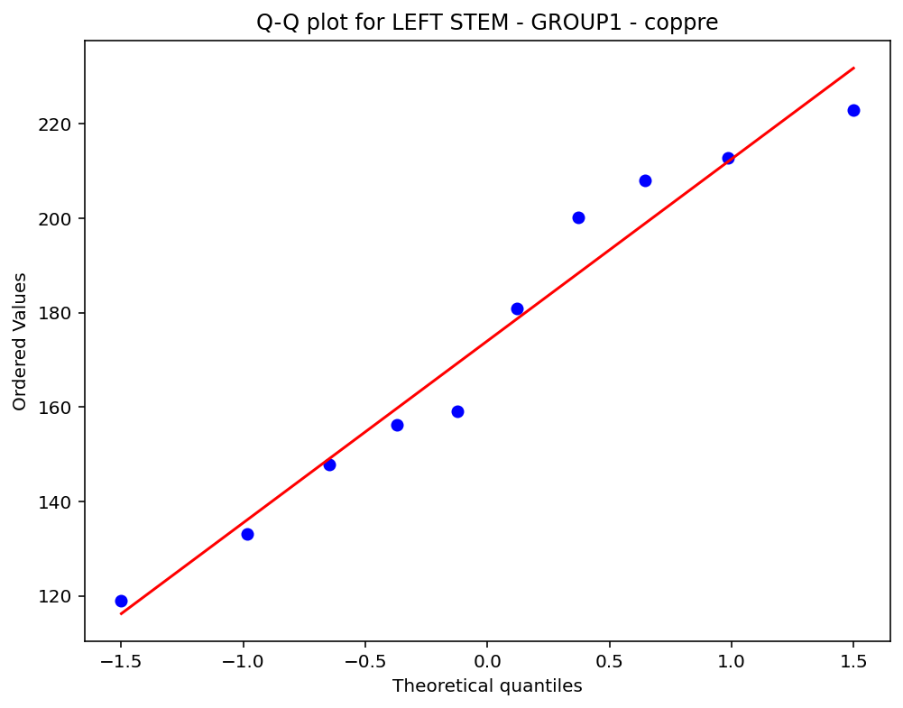 Q-Q plot for LEFT STEM - GROUP1 - coppre
220
200
180
160
140
120
Ordered Values
−1.5 −1.0 −0.5 0.0 0.5 1.0 1.5
Theoretical quantiles